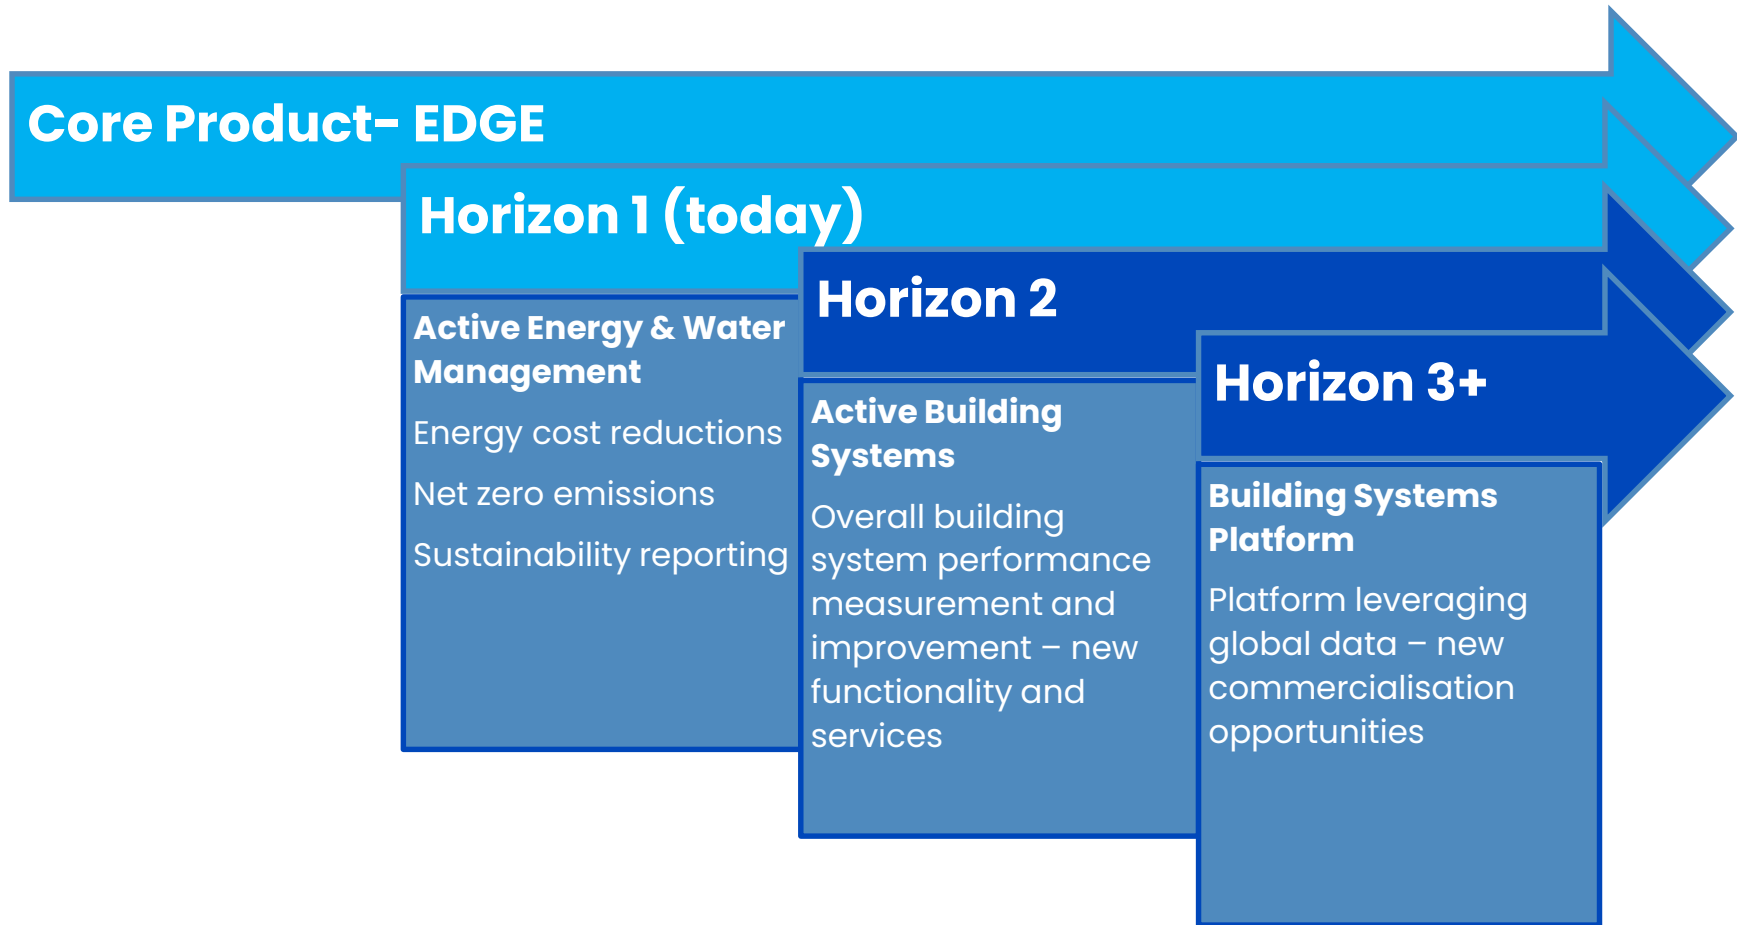 Core Product- EDGE
Horizon 1 (today)
Active Energy & Water
Management
Energy cost reductions
Net zero emissions
Sustainability reporting
Horizon 2
Active Building
Systems
Overall building
system performance
measurement and
improvement – new
functionality and
services
Horizon 3+
Building Systems
Platform
Platform leveraging
global data – new
commercialisation
opportunities